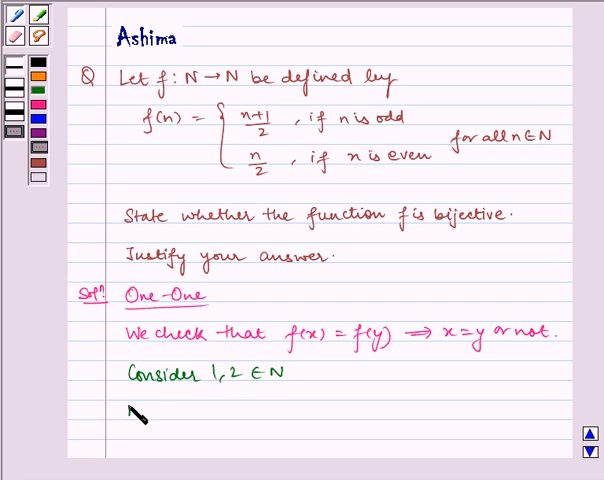 Ashima
Q Let f : N → N be defined by
f(n) = { n+1/2 , if n is odd
n/2 , if n is even for all n ∈ N
State whether the function f is bijective.
Justify your answer.
Solⁿ: One-One
We check that f(x) = f(y) ⟹ x = y or not.
Consider 1, 2 ∈ N